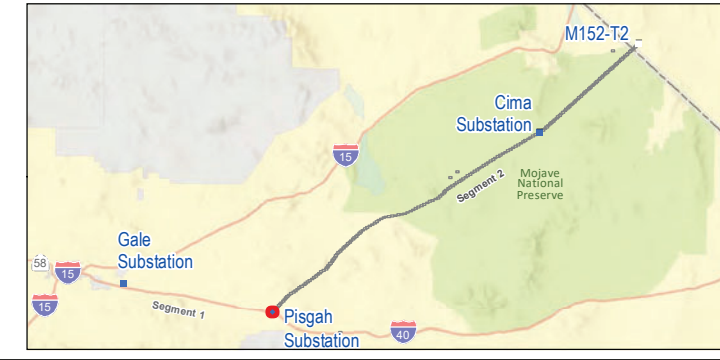 M152-T2
Cima
Substation
15
Mojave
National
Preserve
Segment 2
Gale
Substation
58
15
15
Segment 1
Pisgah
Substation
40